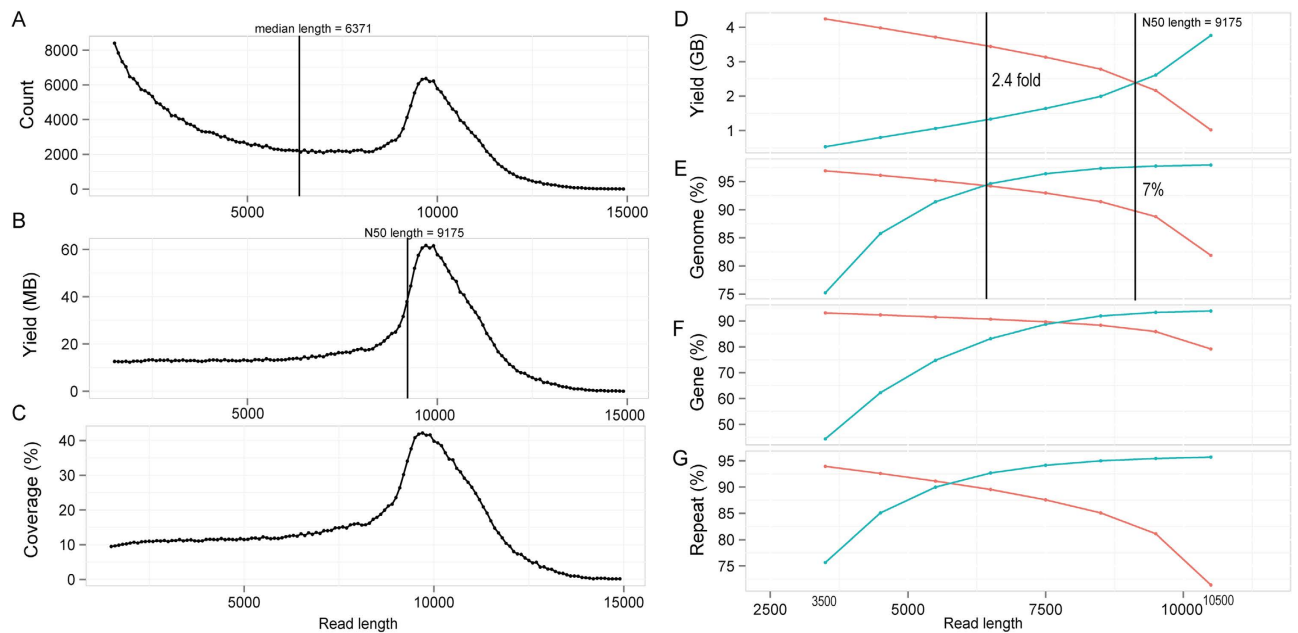 A
median length = 6371
8000
6000
4000
2000
0
Count
5000
10000
15000
B
N50 length = 9175
60
40
20
0
Yield (MB)
5000
10000
15000
C
40
30
20
10
0
Coverage (%)
5000
10000
15000
Read length
D
N50 length = 9175
4
3
2
1
Yield (GB)
2.4 fold
E
95
90
85
80
75
Genome (%)
7%
F
90
80
70
60
50
Gene (%)
G
95
90
85
80
75
Repeat (%)
2500
3500
5000
7500
10000
10500
Read length